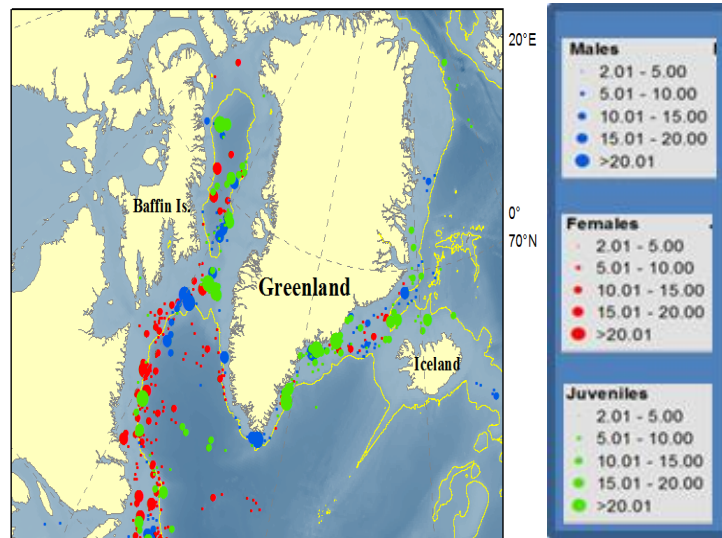 20°E
0°
70°N
Baffin Is.
Greenland
Iceland
Males
2.01 - 5.00
5.01 - 10.00
10.01 - 15.00
15.01 - 20.00
>20.01
Females
2.01 - 5.00
5.01 - 10.00
10.01 - 15.00
15.01 - 20.00
>20.01
Juveniles
2.01 - 5.00
5.01 - 10.00
10.01 - 15.00
15.01 - 20.00
>20.01